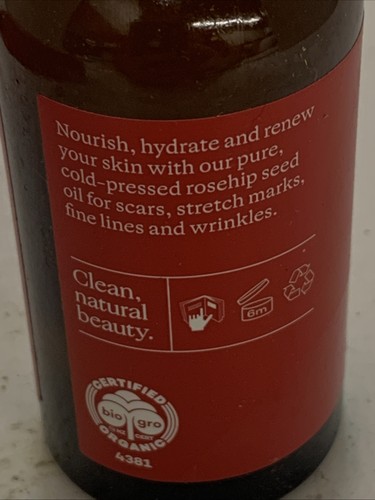 Nourish, hydrate and renew
your skin with our pure,
cold-pressed rosehip seed
oil for scars, stretch marks,
fine lines and wrinkles.
Clean,
natural
beauty.
6m
CERTIFIED
bio gro
ORGANIC
4381